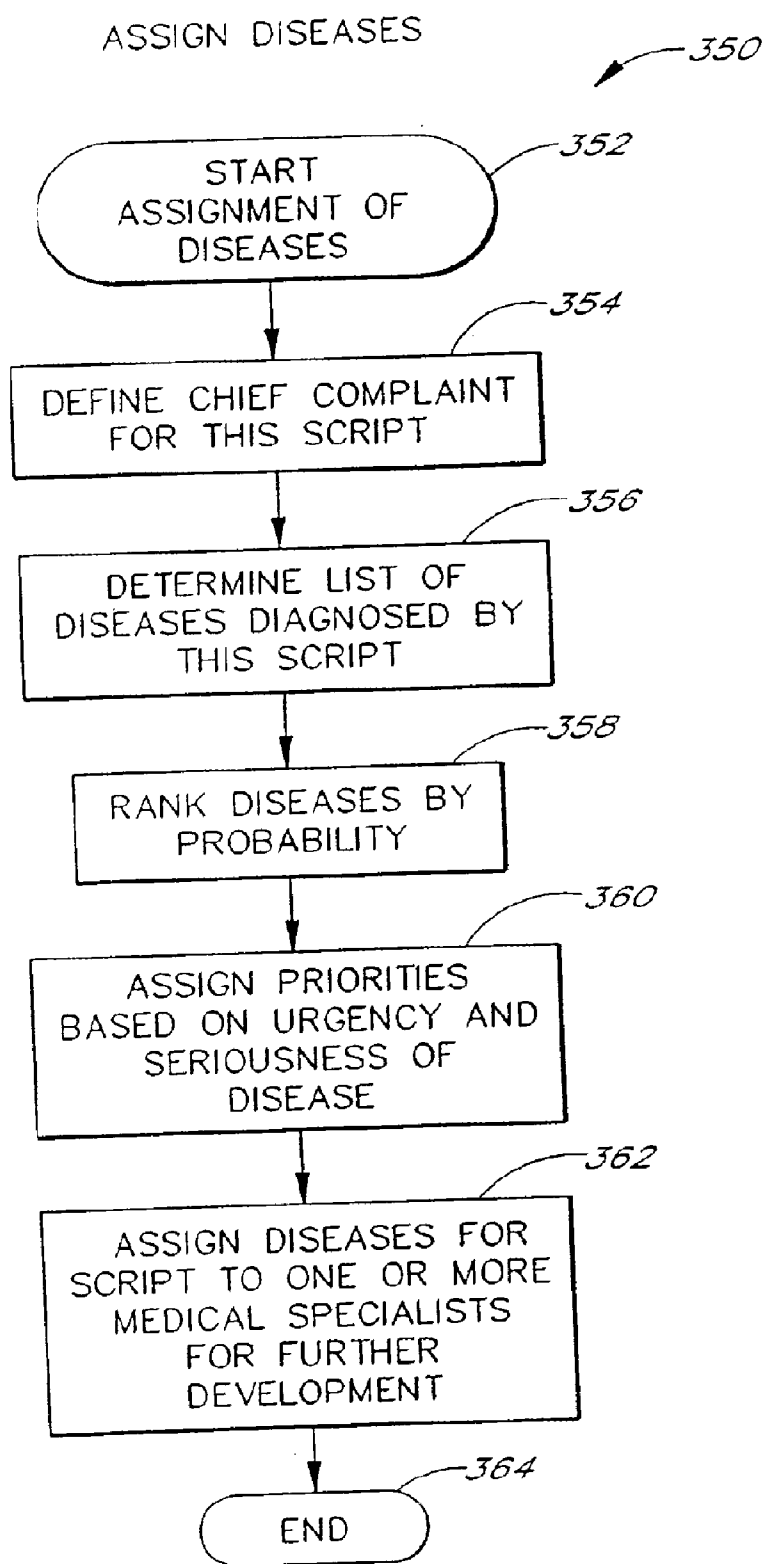 ASSIGN DISEASES
350
352
START
ASSIGNMENT OF
DISEASES
354
DEFINE CHIEF COMPLAINT
FOR THIS SCRIPT
356
DETERMINE LIST OF
DISEASES DIAGNOSED BY
THIS SCRIPT
358
RANK DISEASES BY
PROBABILITY
360
ASSIGN PRIORITIES
BASED ON URGENCY AND
SERIOUSNESS OF
DISEASE
362
ASSIGN DISEASES FOR
SCRIPT TO ONE OR MORE
MEDICAL SPECIALISTS
FOR FURTHER
DEVELOPMENT
364
END